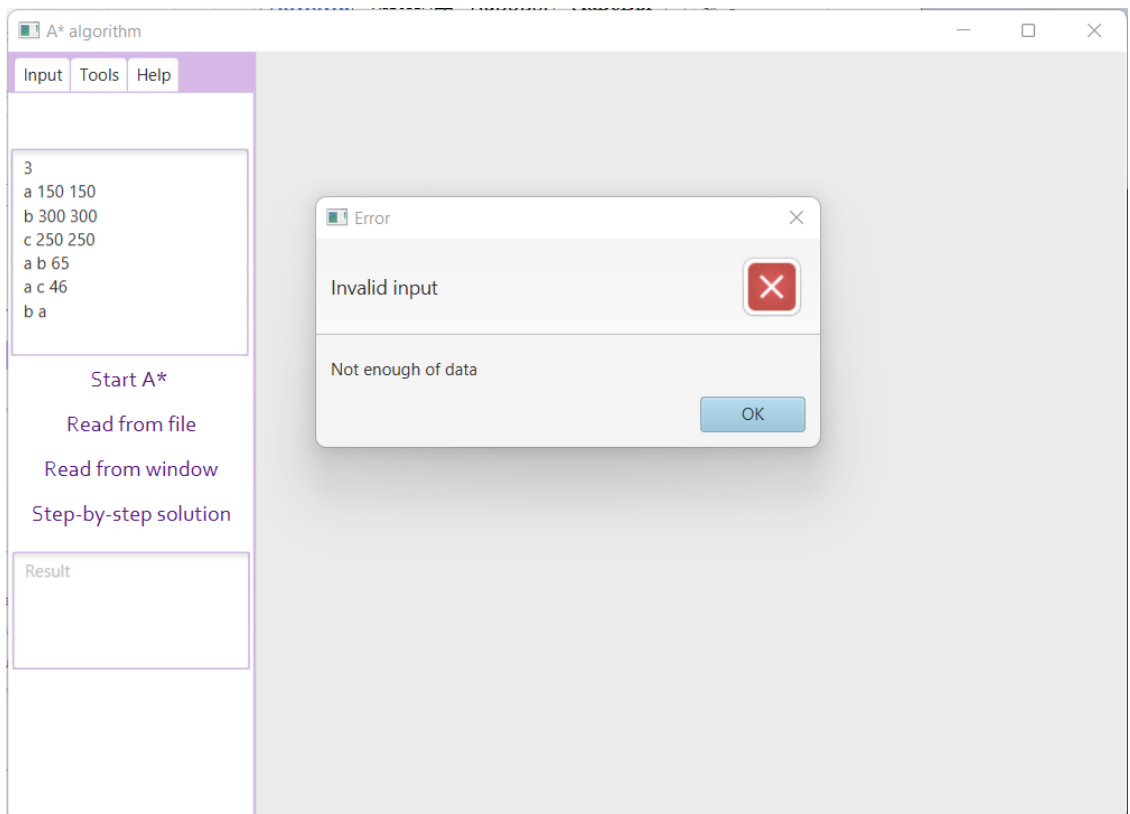 A* algorithm
Input Tools Help
3
a 150 150
b 300 300
c 250 250
a b 65
a c 46
b a
Start A*
Read from file
Read from window
Step-by-step solution
Result
Error
Invalid input
Not enough of data
OK